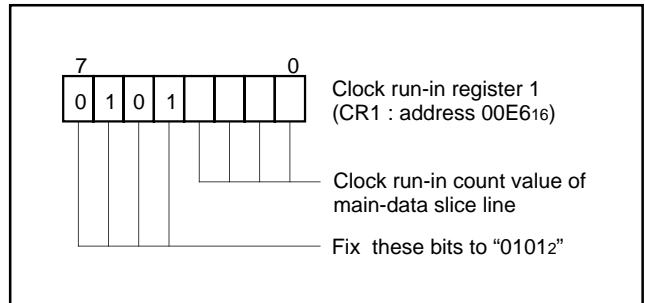 7 0
0 1 0 1
Clock run-in register 1
(CR1 : address 00E616)
Clock run-in count value of
main-data slice line
Fix these bits to “01012”